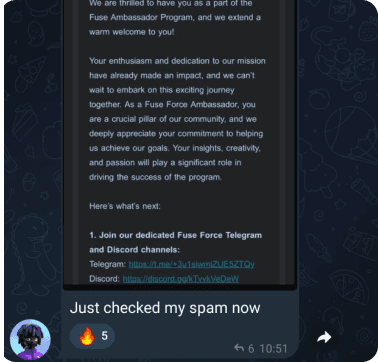 We are thrilled to have you as a part of the
Fuse Ambassador Program, and we extend a
warm welcome to you!
Your enthusiasm and dedication to our mission
have already made an impact, and we can't
wait to embark on this exciting journey
together. As a Fuse Force Ambassador, you
are a crucial pillar of our community, and we
deeply appreciate your commitment to helping
us achieve our goals. Your insights, creativity,
and passion will play a significant role in
driving the success of the program.
Here's what's next:
1. Join our dedicated Fuse Force Telegram
and Discord channels:
Telegram: https://t.me/+3u1siwmiZUE5ZTQy
Discord: https://discord.gg/kTyvkVeDeW
Just checked my spam now
5
6 10:51